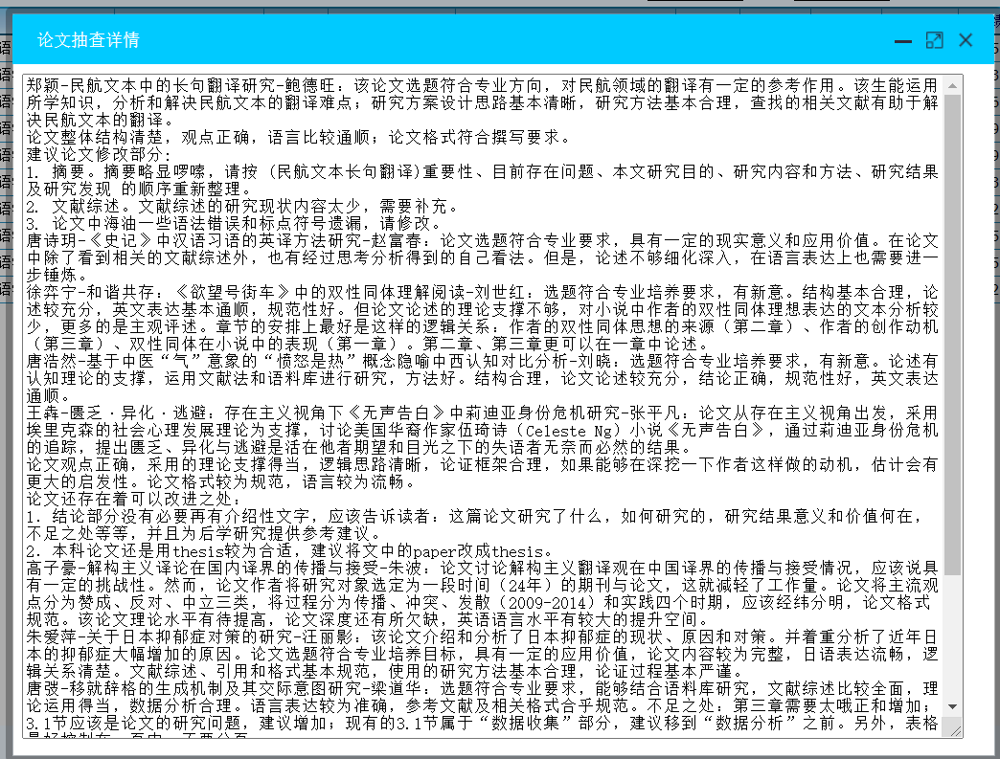 论文抽查详情
郑颖-民航文本中的长句翻译研究-鲍德旺：该论文选题符合专业方向，对民航领域的翻译有一定的参考作用。该生能运用
所学知识，分析和解决民航文本的翻译难点；研究方案设计思路基本清晰，研究方法基本合理，查找的相关文献有助于解
决民航文本的翻译。
论文整体结构清楚，观点正确，语言比较通顺；论文格式符合撰写要求。
建议论文修改部分：
1. 摘要。摘要略显啰嗦，请按 (民航文本长句翻译)重要性、目前存在问题、本文研究目的、研究内容和方法、研究结果
及研究发现 的顺序重新整理。
2. 文献综述。文献综述的研究现状内容太少，需要补充。
3. 论文中海油一些语法错误和标点符号遗漏，请修改。
唐诗玥-《史记》中汉语习语的英译方法研究-赵富春：论文选题符合专业要求，具有一定的现实意义和应用价值。在论文
中除了看到相关的文献综述外，也有经过思考分析得到的自己看法。但是，论述不够细化深入，在语言表达上也需要进一
步锤炼。
徐弈宁-和谐共存：《欲望号街车》中的双性同体理解阅读-刘世红：选题符合专业培养要求，有新意。结构基本合理，论
述较充分，英文表达基本通顺，规范性好。但论文论述的理论支撑不够，对小说中作者的双性同体理想表达的文本分析较
少，更多的是主观评述。章节的安排上最好是这样的逻辑关系：作者的双性同体思想的来源（第二章）、作者的创作动机
（第三章）、双性同体在小说中的表现（第一章）。第二章、第三章更可以在一章中论述。
唐浩然-基于中医“气”意象的“愤怒是热”概念隐喻中西认知对比分析-刘晓：选题符合专业培养要求，有新意。论述有
认知理论的支撑，运用文献法和语料库进行研究，方法好。结构合理，论文论述较充分，结论正确，规范性好，英文表达
通顺。
王犇-匮乏·异化·逃避：存在主义视角下《无声告白》中莉迪亚身份危机研究-张平凡：论文从存在主义视角出发，采用
埃里克森的社会心理发展理论为支撑，讨论美国华裔作家伍琦诗（Celeste Ng）小说《无声告白》，通过莉迪亚身份危机
的追踪，提出匮乏、异化与逃避是活在他者期望和目光之下的失语者无奈而必然的结果。
论文观点正确，采用的理论支撑得当，逻辑思路清晰，论证框架合理，如果能够在深挖一下作者这样做的动机，估计会有
更大的启发性。论文格式较为规范，语言较为流畅。
论文还存在着可以改进之处：
1. 结论部分没有必要再有介绍性文字，应该告诉读者：这篇论文研究了什么，如何研究的，研究结果意义和价值何在，
不足之处等等，并且为后学研究提供参考建议。
2. 本科论文还是用thesis较为合适，建议将文中的paper改成thesis。
高子豪-解构主义译论在国内译界的传播与接受-朱波：论文讨论解构主义翻译观在中国译界的传播与接受情况，应该说具
有一定的挑战性。然而，论文作者将研究对象选定为一段时间（24年）的期刊与论文，这就减轻了工作量。论文将主流观
点分为赞成、反对、中立三类，将过程分为传播、冲突、发散（2009-2014）和实践四个时期，应该经纬分明，论文格式
规范。该论文理论水平有待提高，论文深度还有所欠缺，英语语言水平有较大的提升空间。
朱爱萍-关于日本抑郁症对策的研究-汪丽影：该论文介绍和分析了日本抑郁症的现状、原因和对策。并着重分析了近年日
本的抑郁症大幅增加的原因。论文选题符合专业培养目标，具有一定的应用价值，论文内容较为完整，日语表达流畅，逻
辑关系清楚。文献综述、引用和格式基本规范，使用的研究方法基本合理，论证过程基本严谨。
唐弢-移就辞格的生成机制及其交际意图研究-梁道华：选题符合专业要求，能够结合语料库研究，文献综述比较全面，理
论运用得当，数据分析合理。语言表达较为准确，参考文献及相关格式合乎规范。不足之处：第三章需要太哦正和增加；
3.1节应该是论文的研究问题，建议增加；现有的3.1节属于“数据收集”部分，建议移到“数据分析”之前。另外，表格